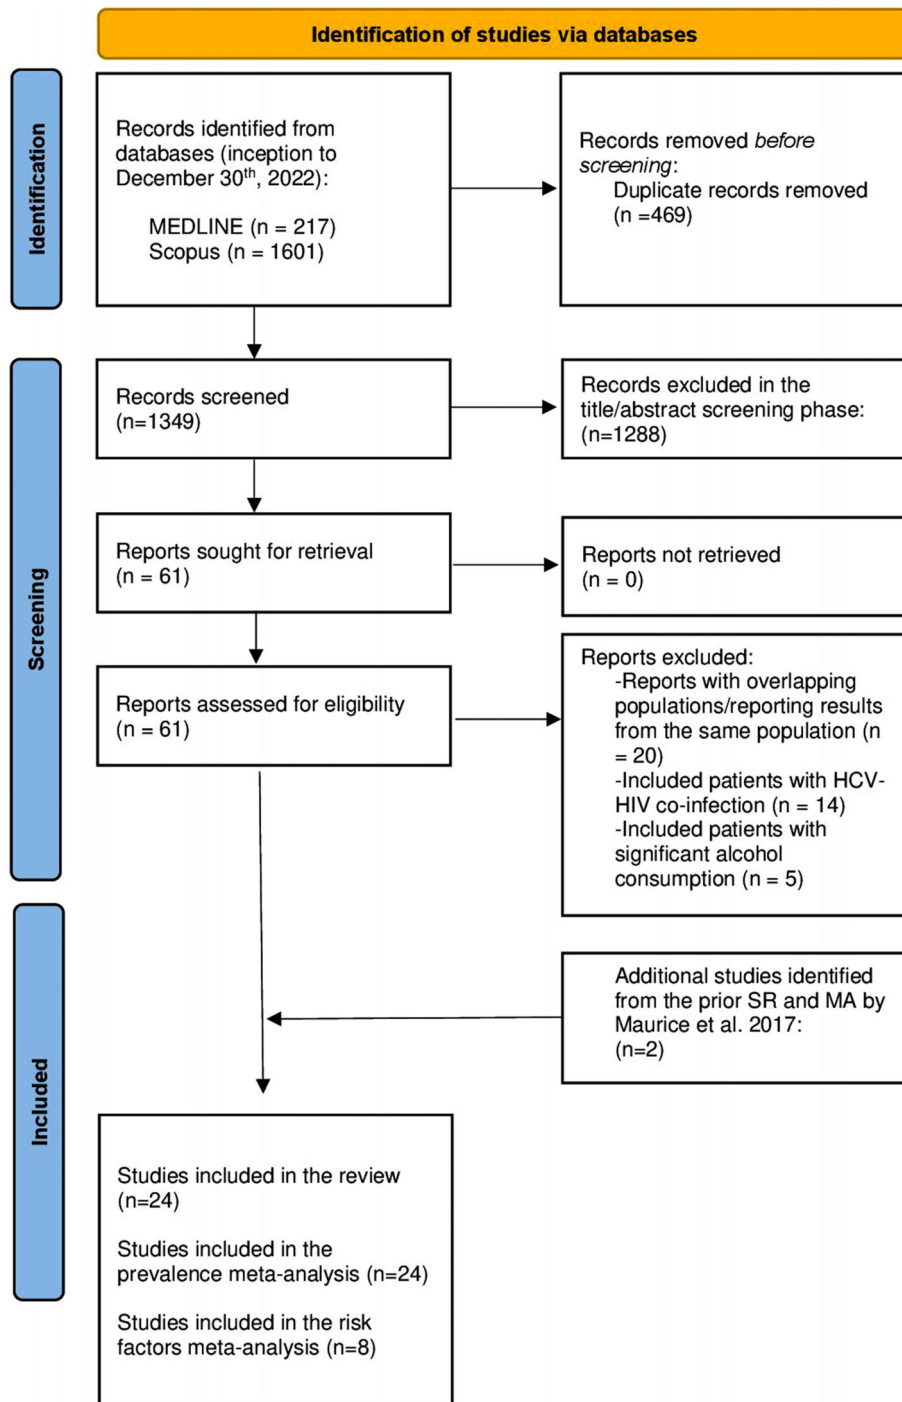 Identification of studies via databases
Identification
Records identified from
databases (inception to
December 30th, 2022):
MEDLINE (n = 217)
Scopus (n = 1601)
Records removed before
screening:
Duplicate records removed
(n =469)
Screening
Records screened
(n=1349)
Records excluded in the
title/abstract screening phase:
(n=1288)
Reports sought for retrieval
(n = 61)
Reports not retrieved
(n = 0)
Reports assessed for eligibility
(n = 61)
Reports excluded:
-Reports with overlapping
populations/reporting results
from the same population (n
= 20)
-Included patients with HCV-
HIV co-infection (n = 14)
-Included patients with
significant alcohol
consumption (n = 5)
Included
Additional studies identified
from the prior SR and MA by
Maurice et al. 2017:
(n=2)
Studies included in the review
(n=24)
Studies included in the
prevalence meta-analysis (n=24)
Studies included in the risk
factors meta-analysis (n=8)